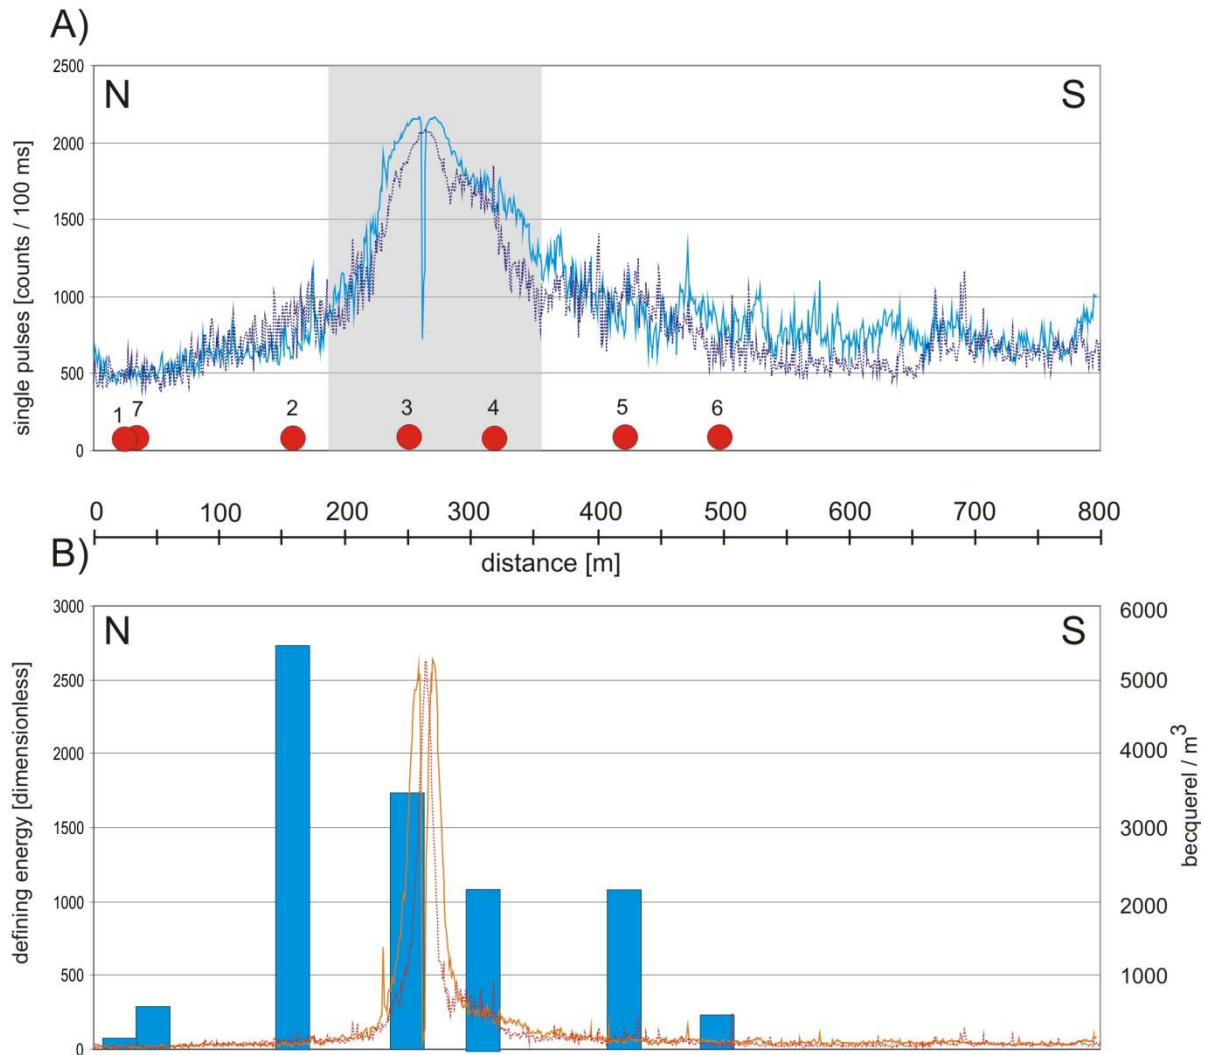 A)
2500
2000
1500
1000
500
0
single pulses [counts / 100 ms]
N
S
1
7
2
3
4
5
6
0 100 200 300 400 500 600 700 800
distance [m]
B)
3000
2500
2000
1500
1000
500
0
defining energy [dimensionless]
N
S
6000
5000
4000
3000
2000
1000
becquerel / m³